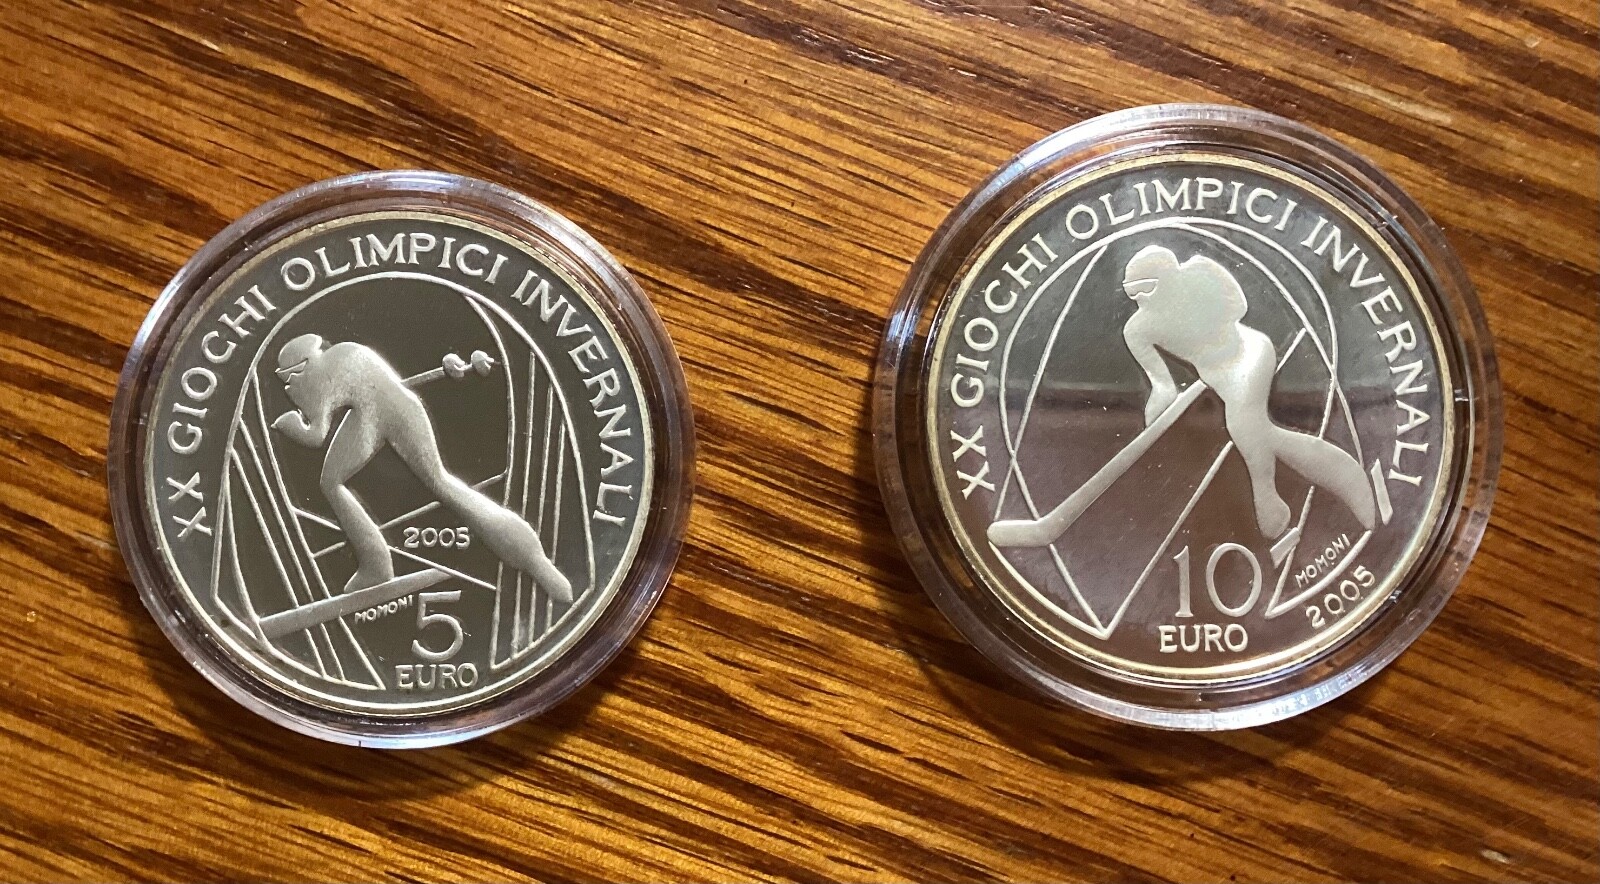 XX GIOCHI OLIMPICI INVERNALI
2005
MOMONI
5
EURO
XX GIOCHI OLIMPICI INVERNALI
10
EURO
MOMONI
2005